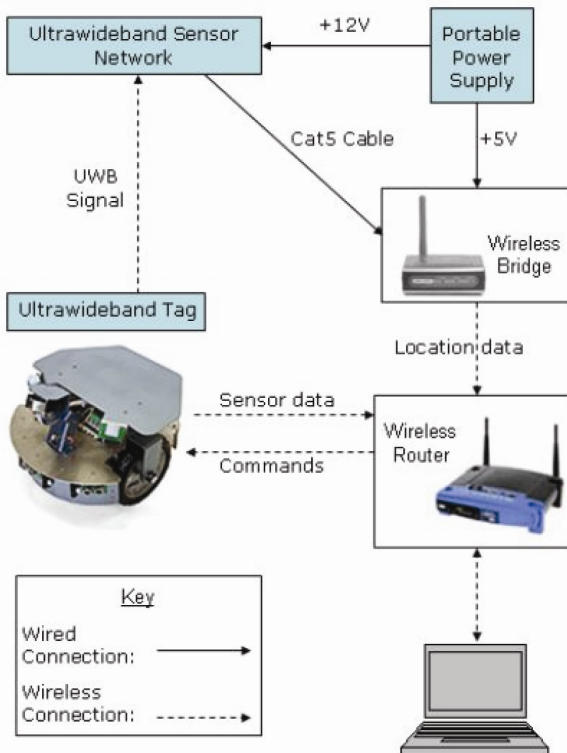 Ultrawideband Sensor
Network
+12V
Portable
Power
Supply
Cat5 Cable
+5V
UWB
Signal
Wireless
Bridge
Ultrawideband Tag
Location data
Sensor data
Wireless
Router
Commands
Key
Wired
Connection:
Wireless
Connection: